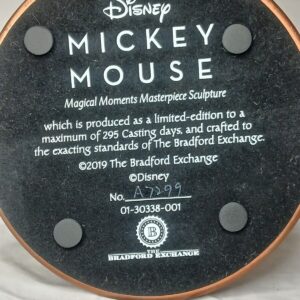 Disney
MICKEY
MOUSE
Magical Moments Masterpiece Sculpture
which is produced as a limited-edition to a
maximum of 295 Casting days, and crafted to
the exacting standards of The Bradford Exchange.
©2019 The Bradford Exchange
©Disney
No. A7299
01-30338-001
B
THE
BRADFORD EXCHANGE